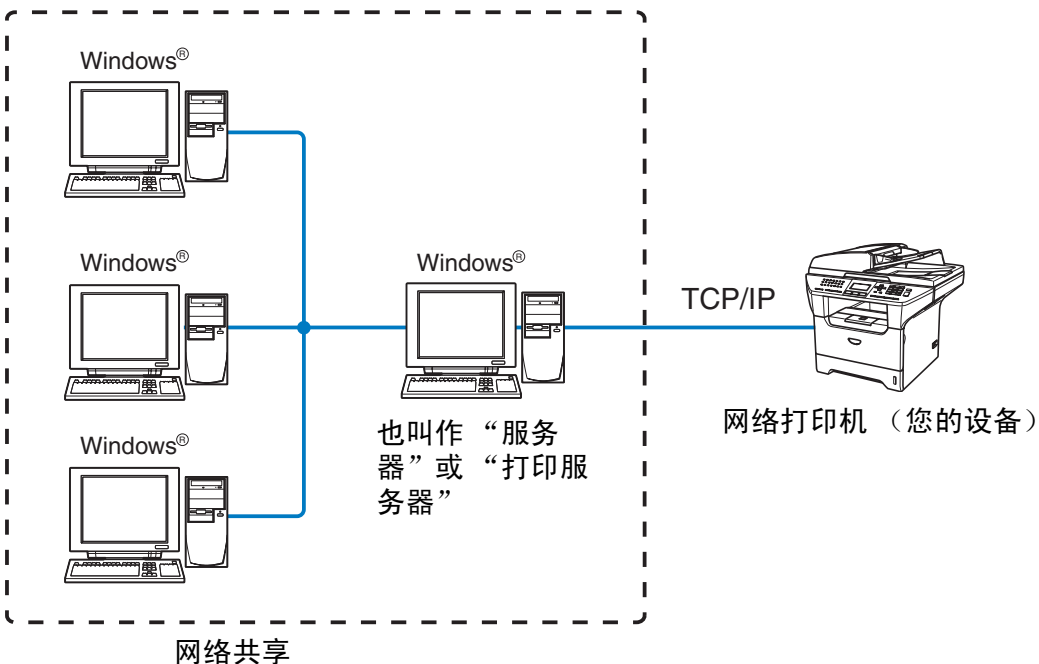 Windows®
Windows®
Windows®
Windows®
TCP/IP
也叫作 “服务
器”或 “打印服
务器”
网络打印机 （您的设备）
网络共享